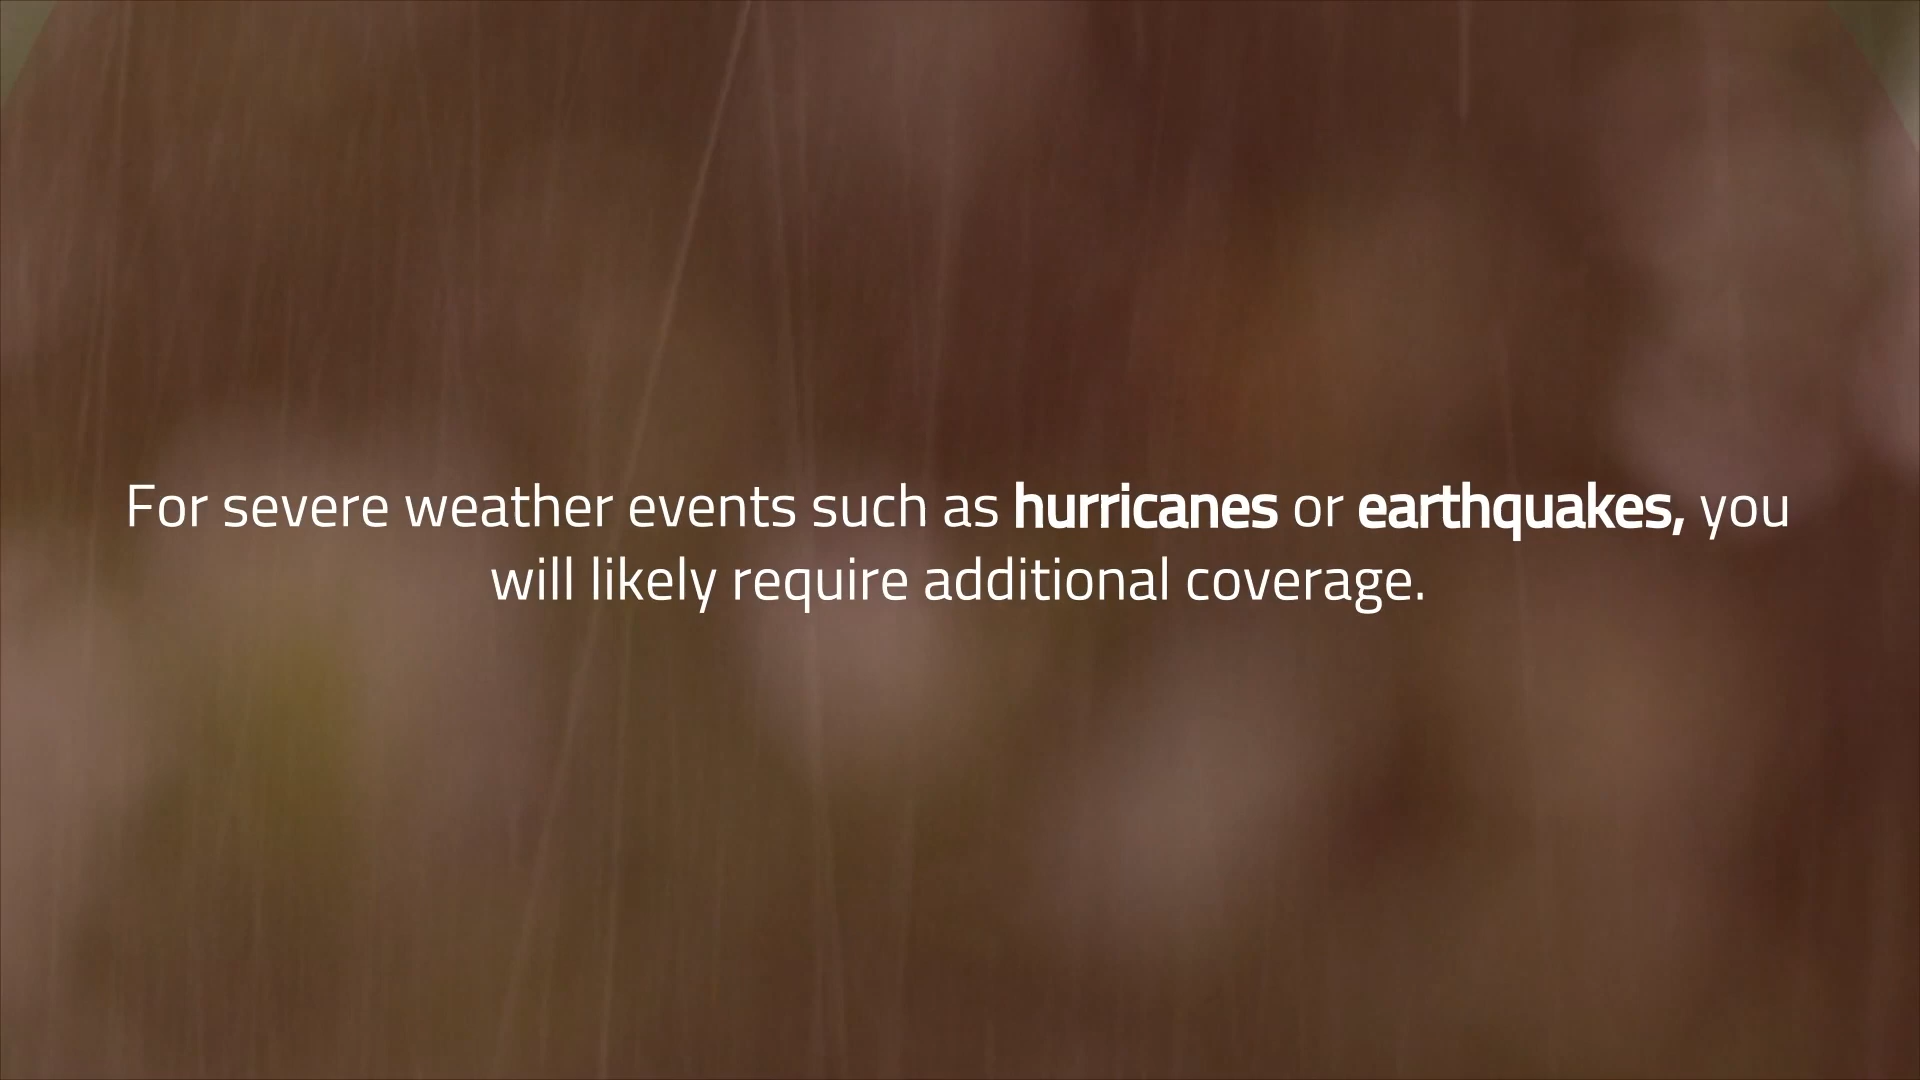 For severe weather events such as hurricanes or earthquakes, you
will likely require additional coverage.